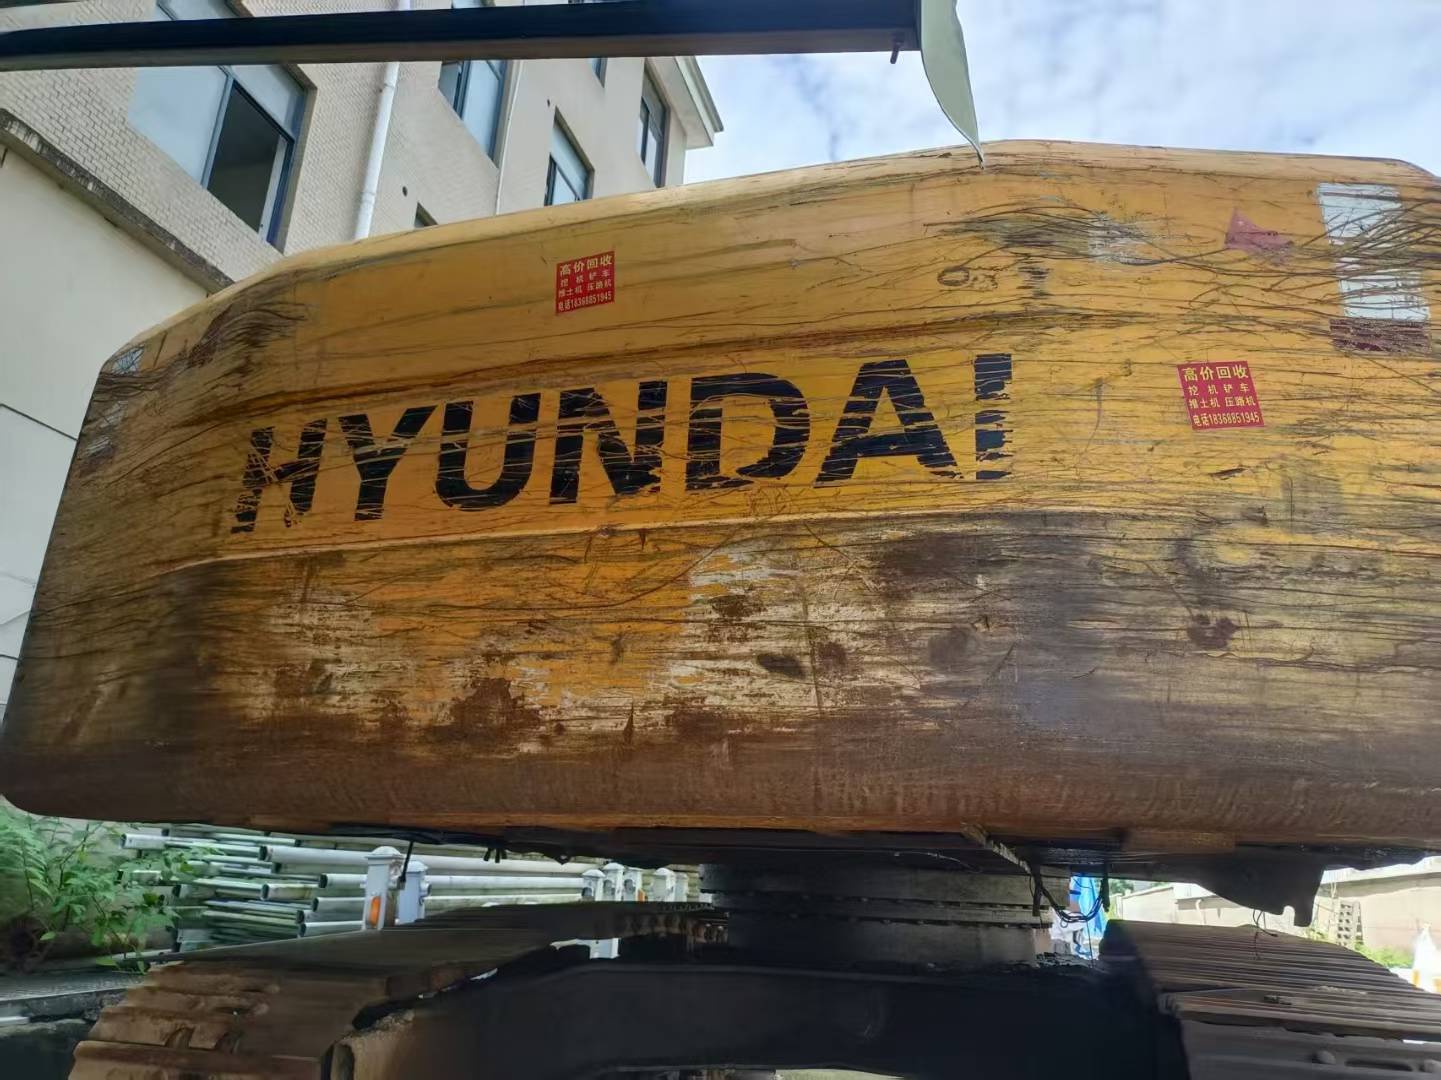 高价回收
挖机铲车
推土机 压路机
电话18368851945
HYUNDAI
高价回收
挖机铲车
推土机 压路机
电话18368851945